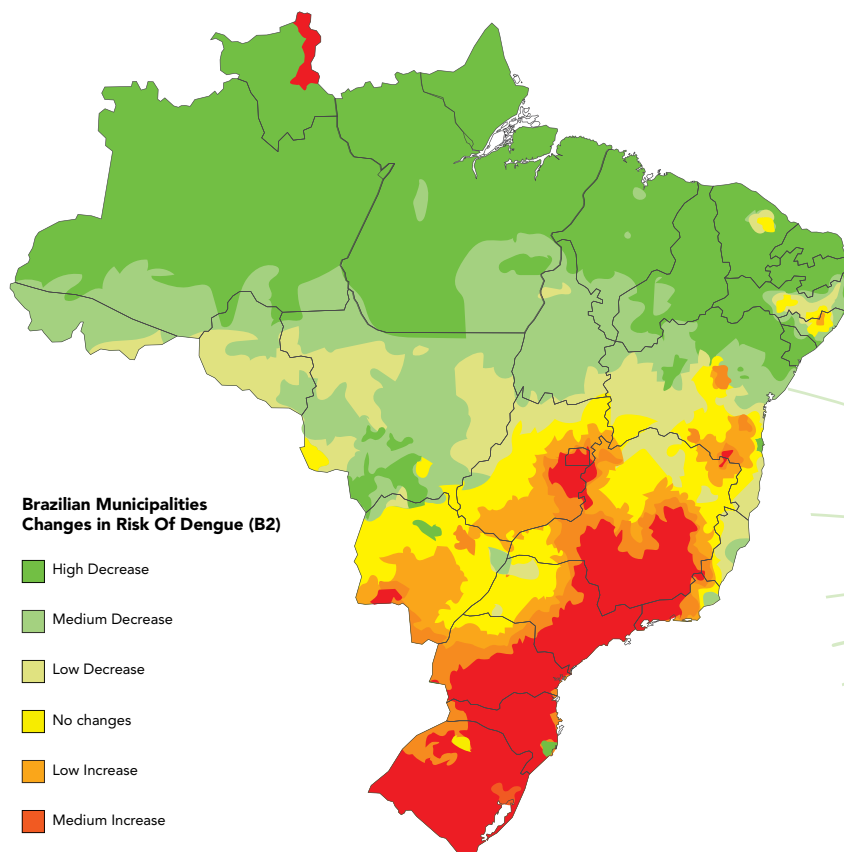 Brazilian Municipalities
Changes in Risk Of Dengue (B2)
High Decrease
Medium Decrease
Low Decrease
No changes
Low Increase
Medium Increase